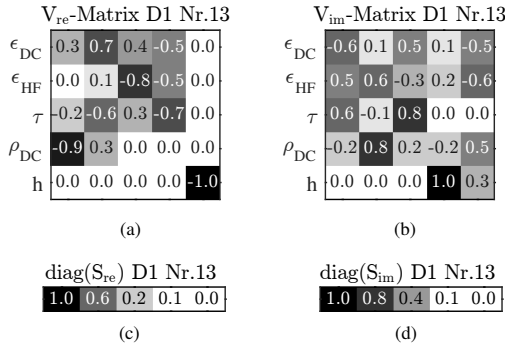 V_re-Matrix D1 Nr.13
ϵ_DC 0.3 0.7 0.4 -0.5 0.0
ϵ_HF 0.0 0.1 -0.8 -0.5 0.0
τ -0.2 -0.6 0.3 -0.7 0.0
ρ_DC -0.9 0.3 0.0 0.0 0.0
h 0.0 0.0 0.0 0.0 -1.0
(a)
V_im-Matrix D1 Nr.13
ϵ_DC -0.6 0.1 0.5 0.1 -0.5
ϵ_HF 0.5 0.6 -0.3 0.2 -0.6
τ 0.6 -0.1 0.8 0.0 0.0
ρ_DC -0.2 0.8 0.2 -0.2 0.5
h 0.0 0.0 0.0 1.0 0.3
(b)
diag(S_re) D1 Nr.13
1.0 0.6 0.2 0.1 0.0
(c)
diag(S_im) D1 Nr.13
1.0 0.8 0.4 0.1 0.0
(d)